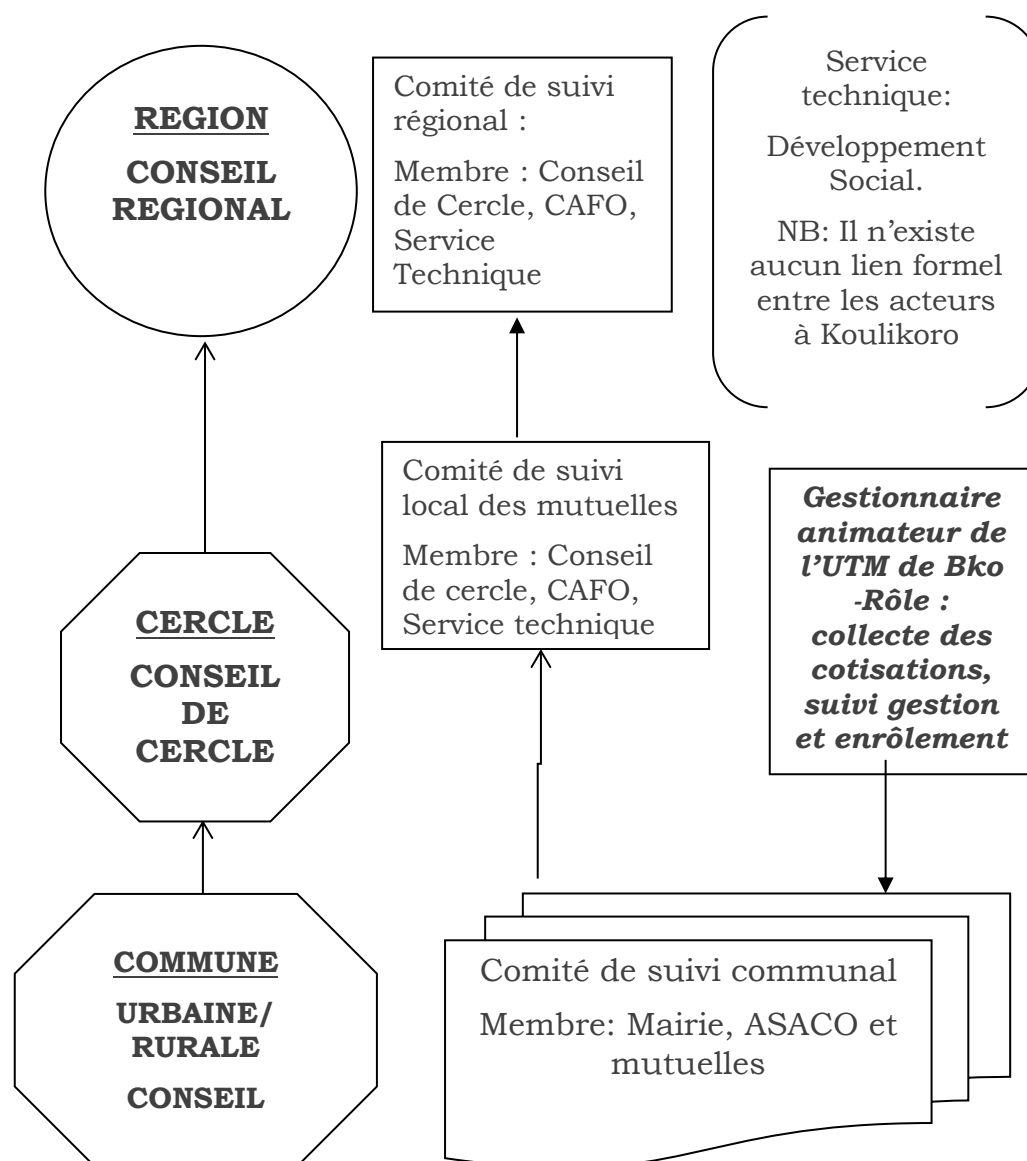 REGION
CONSEIL
REGIONAL
Comité de suivi
régional :
Membre : Conseil
de Cercle, CAFO,
Service
Technique
Service
technique:
Développement
Social.
NB: Il n’existe
aucun lien formel
entre les acteurs
à Koulikoro
CERCLE
CONSEIL
DE
CERCLE
Comité de suivi
local des mutuelles
Membre : Conseil
de cercle, CAFO,
Service technique
Gestionnaire
animateur de
l’UTM de Bko
-Rôle :
collecte des
cotisations,
suivi gestion
et enrôlement
COMMUNE
URBAINE/
RURALE
CONSEIL
Comité de suivi communal
Membre: Mairie, ASACO et
mutuelles